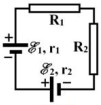 R₁
R₂
ℰ₁, r₁
+
−
ℰ₂, r₂
−
+